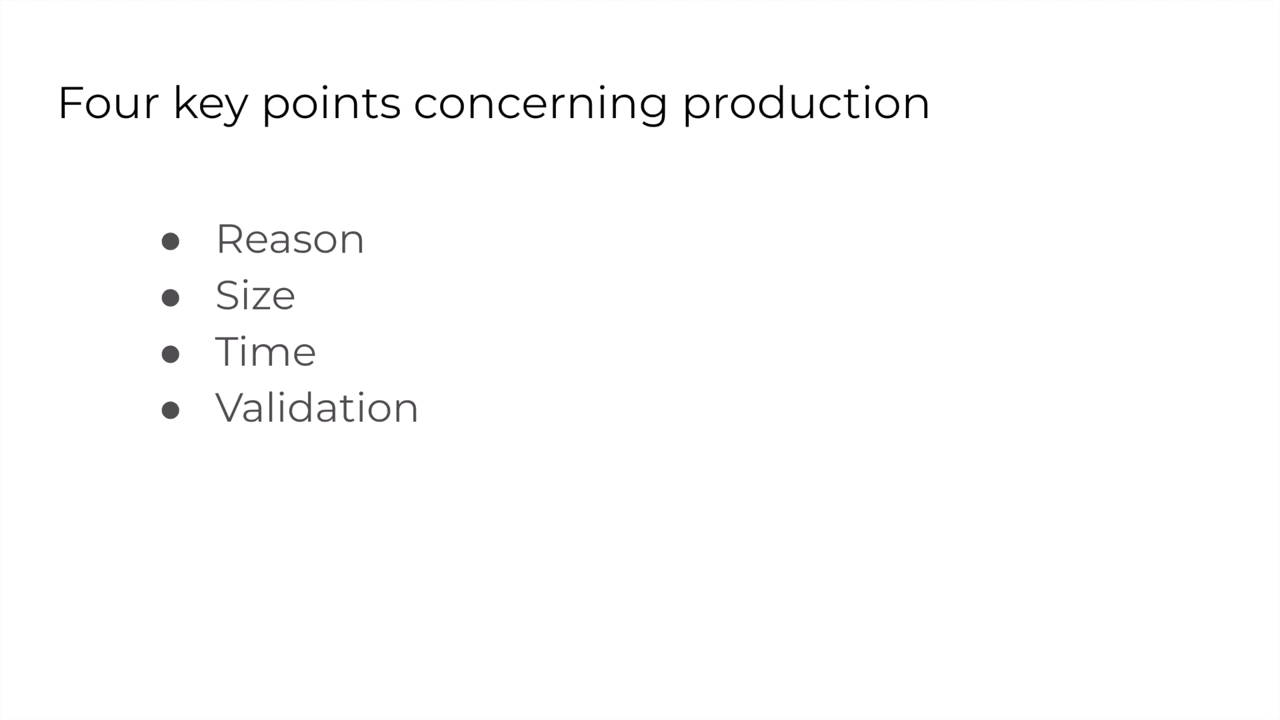 Four key points concerning production
● Reason
● Size
● Time
● Validation